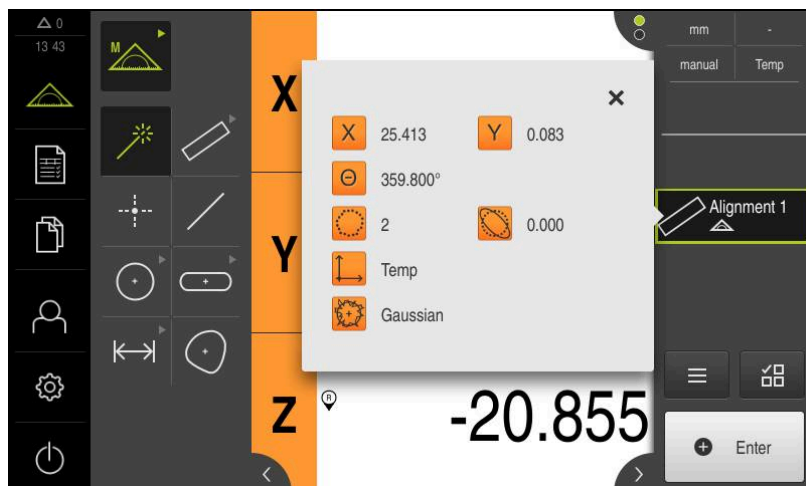 0
13 43
M
X
Y
Z
R
-20.855
X 25.413 Y 0.083
Θ 359.800°
2 0.000
Temp
Gaussian
mm -
manual Temp
Alignment 1
Enter